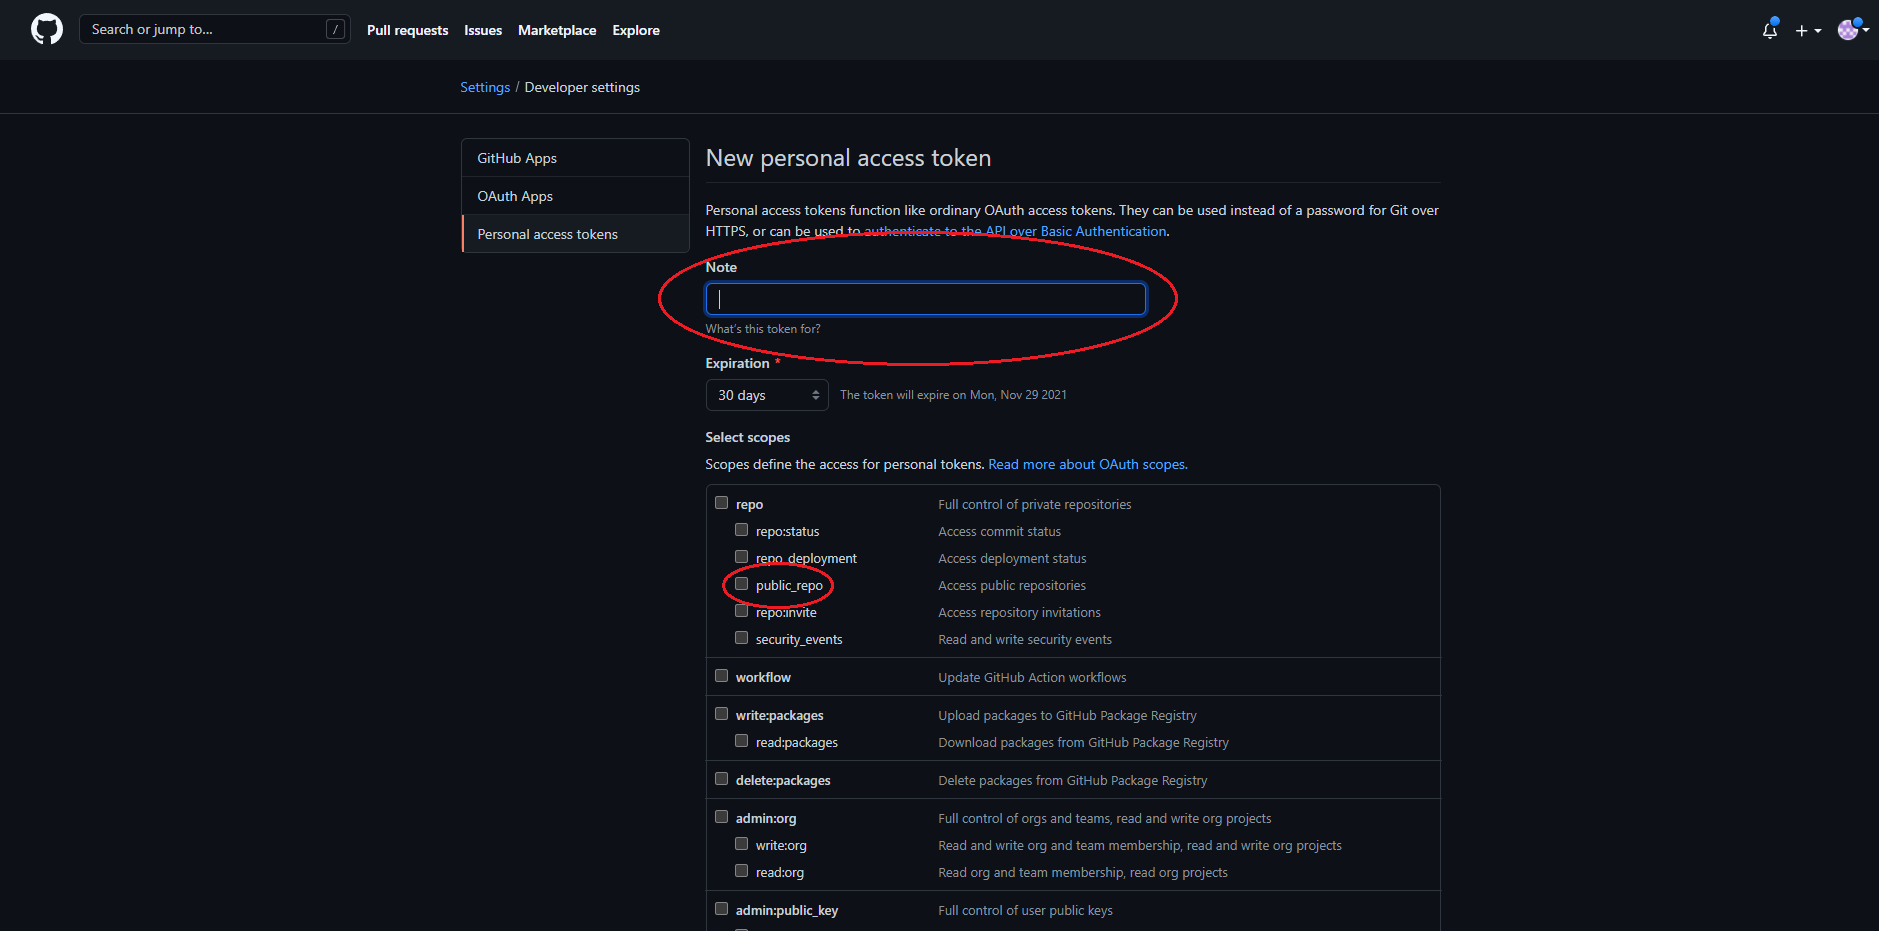 Search or jump to... /
Pull requests Issues Marketplace Explore
Settings / Developer settings
GitHub Apps
OAuth Apps
Personal access tokens
New personal access token
Personal access tokens function like ordinary OAuth access tokens. They can be used instead of a password for Git over
HTTPS, or can be used to authenticate to the API over Basic Authentication.
Note
What's this token for?
Expiration *
30 days The token will expire on Mon, Nov 29 2021
Select scopes
Scopes define the access for personal tokens. Read more about OAuth scopes.
repo Full control of private repositories
repo:status Access commit status
repo_deployment Access deployment status
public_repo Access public repositories
repo:invite Access repository invitations
security_events Read and write security events
workflow Update GitHub Action workflows
write:packages Upload packages to GitHub Package Registry
read:packages Download packages from GitHub Package Registry
delete:packages Delete packages from GitHub Package Registry
admin:org Full control of orgs and teams, read and write org projects
write:org Read and write org and team membership, read and write org projects
read:org Read org and team membership, read org projects
admin:public_key Full control of user public keys